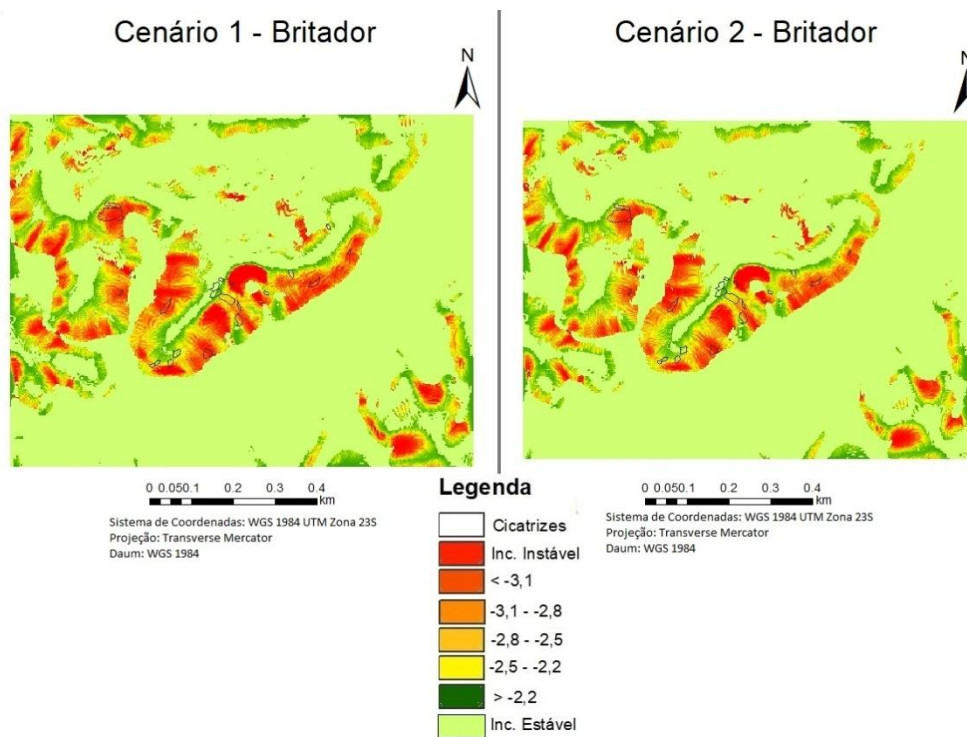 Cenário 1 - Britador
N
0 0.050.1 0.2 0.3 0.4
km
Sistema de Coordenadas: WGS 1984 UTM Zona 23S
Projeção: Transverse Mercator
Daum: WGS 1984
Cenário 2 - Britador
N
0 0.050.1 0.2 0.3 0.4
km
Sistema de Coordenadas: WGS 1984 UTM Zona 23S
Projeção: Transverse Mercator
Daum: WGS 1984
Legenda
Cicatrizes
Inc. Instável
< -3,1
-3,1 - -2,8
-2,8 - -2,5
-2,5 - -2,2
> -2,2
Inc. Estável